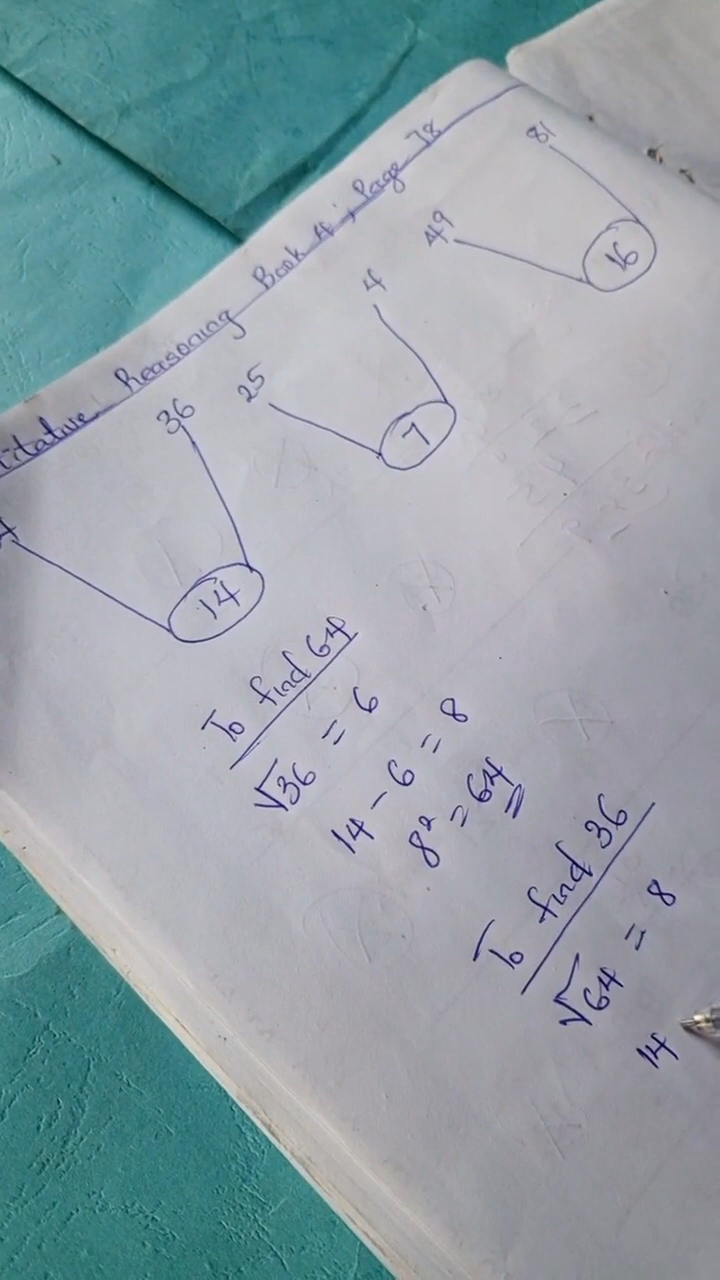 Reasoning Book 4, Page 78
36
14
25
4
7
49
81
16
To find 64
√36 = 6
14 - 6 = 8
8² = 64
To find 36
√64 = 8
14